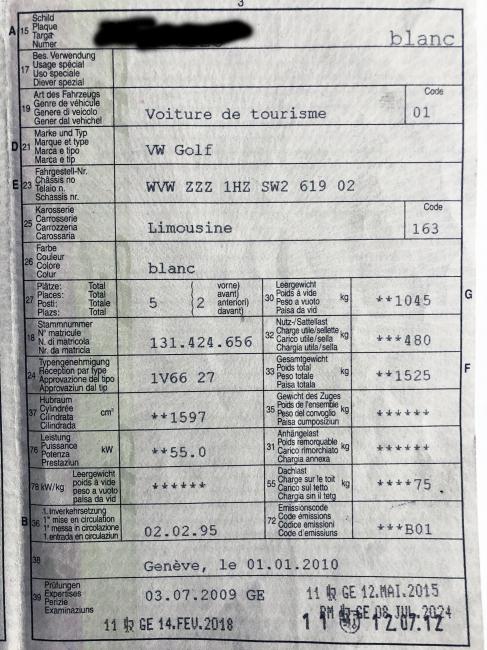 3
A 15 Schild
Plaque
Targa
Numer
blanc
17 Bes. Verwendung
Usage spécial
Uso speciale
Diever spezial
19 Art des Fahrzeugs
Genre de véhicule
Genere di veicolo
Gener dal vehichel
Voiture de tourisme
Code
01
D 21 Marke und Typ
Marque et type
Marca e tipo
Marca e tip
VW Golf
E 23 Fahrgestell-Nr.
Châssis no
Telaio n.
Schassis nr.
WVW ZZZ 1HZ SW2 619 02
25 Karosserie
Carrosserie
Carrozzeria
Carossaria
Limousine
Code
163
26 Farbe
Couleur
Colore
Colur
blanc
27 Plätze: Total vorne)
Places: Total avant)
Posti: Totale anteriori)
Plazs: Total davant)
5 ( 2
30 Leergewicht
Poids à vide
Peso a vuoto
Paisa da vid
kg
**1045
G
18 Stammnummer
N° matricule
N. di matricola
Nr. da matricla
131.424.656
32 Nutz-/Sattellast
Charge utile/sellette
Carico utile/sella
Chargia utila/sella
kg
***480
24 Typengenehmigung
Réception par type
Approvazione del tipo
Approvaziun dal tip
1V66 27
33 Gesamtgewicht
Poids total
Peso totale
Paisa totala
kg
**1525
F
37 Hubraum
Cylindrée
Cilindrata
Cilindrada
cm³
**1597
35 Gewicht des Zuges
Poids de l'ensemble
Peso del convoglio
Paisa cumposiziun
kg
******
76 Leistung
Puissance
Potenza
Prestaziun
kW
**55.0
31 Anhängelast
Poids remorquable
Carico rimorchiato
Chargia annexa
kg
******
78 kW/kg Leergewicht
poids à vide
peso a vuoto
paisa da vid
******
55 Dachlast
Charge sur le toit
Carico sul tetto
Chargia sin il tetg
kg
****75
B 36 1. Inverkehrsetzung
1re mise en circulation
1a messa in circolazione
1. entrada en circulaziun
02.02.95
72 Emissionscode
Code émissions
Codice emissioni
Code d'emissiuns
***B01
38
Genève, le 01.01.2010
39 Prüfungen
Expertises
Perizie
Examinaziuns
03.07.2009 GE
11 GE 12.MAI.2015
RM GE 08 JUL 2024
11 GE 14.FEV.2018
11 12.07.12